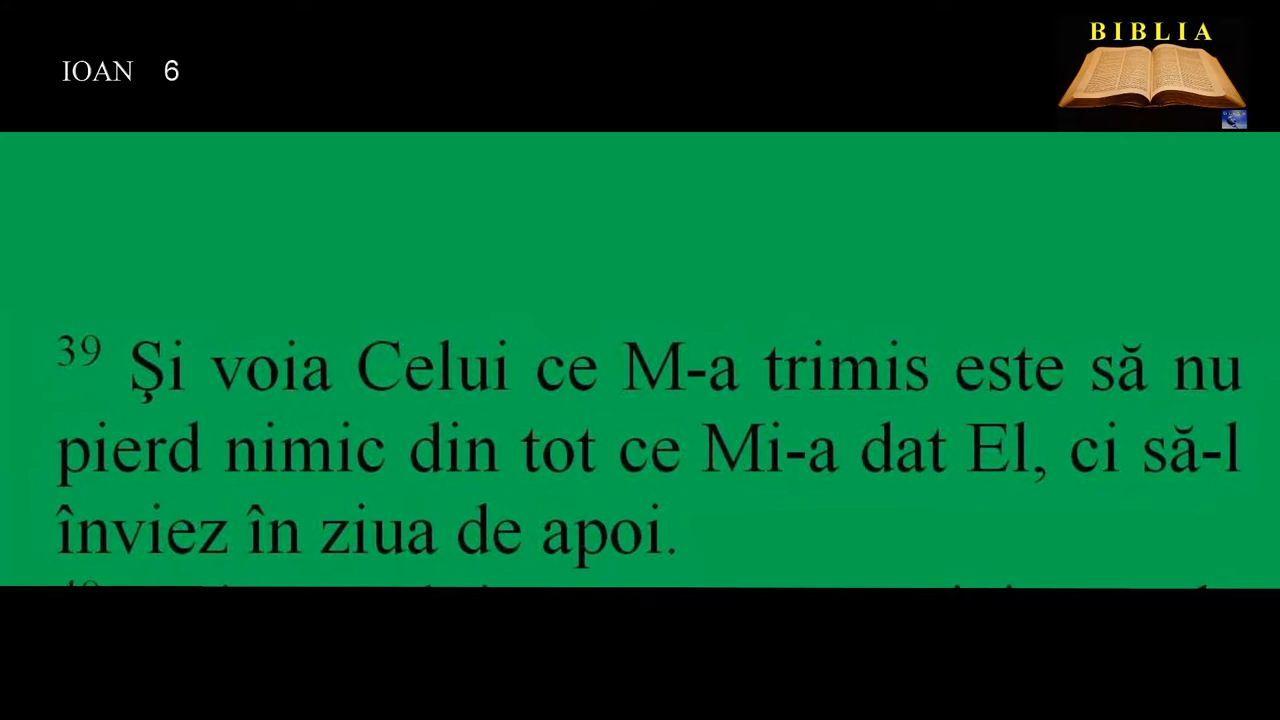 BIBLIA
IOAN 6
39 Şi voia Celui ce M-a trimis este să nu
pierd nimic din tot ce Mi-a dat El, ci să-l
înviez în ziua de apoi.